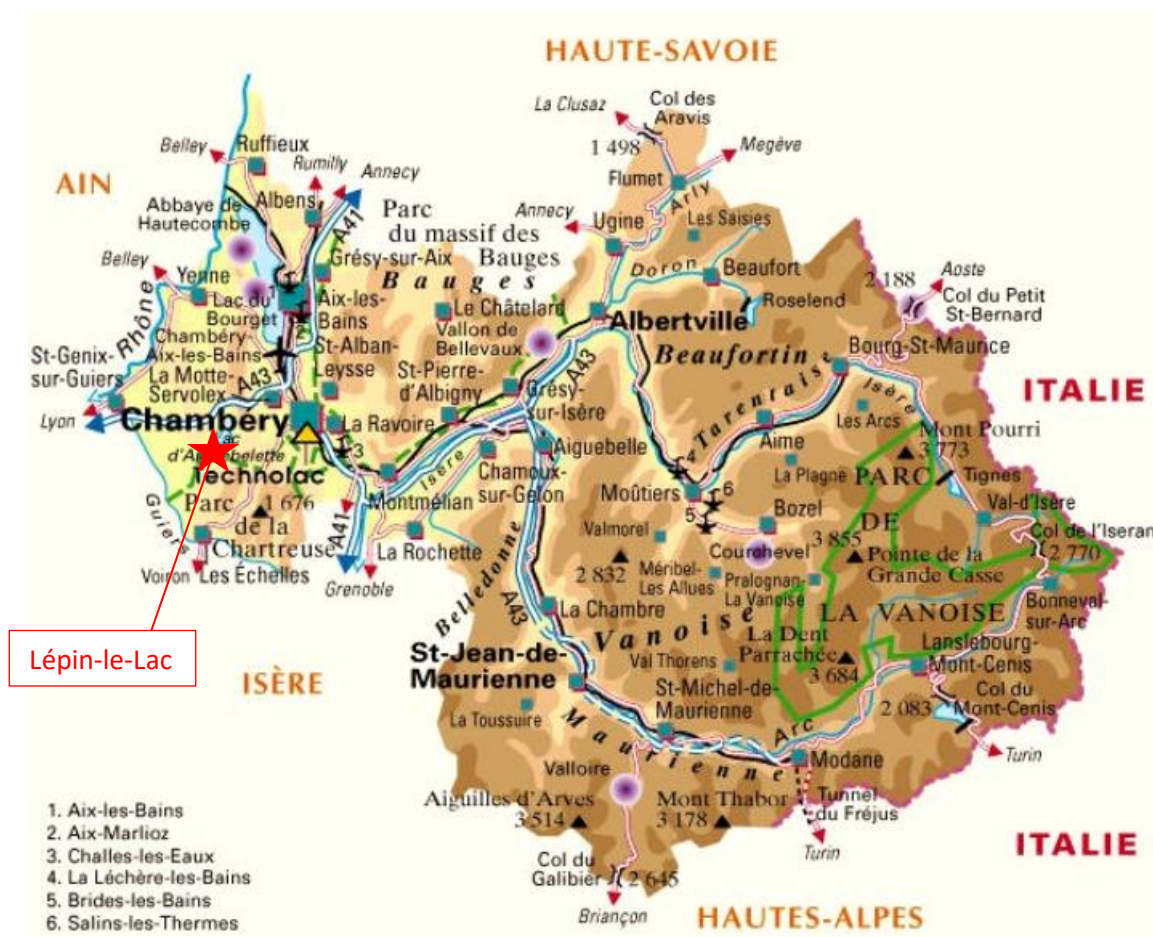 HAUTE-SAVOIE
La Clusaz
Col des
Aravis
1 498
Megève
Flumet
Arly
Belley
Ruffieux
Rumilly
Annecy
AIN
Abbaye de
Hautecombe
Albens
A41
Parc
du massif des
Bauges
Annecy
Ugine
Les Saisies
Grésy-sur-Aix
Bauges
Doron
Beaufort
Roselend
Belley
Yenne
Rhône
Lac du
Bourget
1
2
Aix-les-
Bains
Le Châtelard
Vallon de
Bellevaux
Albertville
Beaufortin
2 188
Aoste
Col du Petit
St-Bernard
Bourg-St-Maurice
ITALIE
St-Genix-
sur-Guiers
Chambéry-
Aix-les-Bains
La Motte-
Servolex
A43
St-Alban-
Leysse
St-Pierre-
d'Albigny
Grésy-
sur-Isère
A43
Tarentaise
Isère
Les Arcs
Aime
Lyon
Chambéry
La Ravoire
Lac
d'Aiguebelette
Technolac
3
Aiguebelle
Chamoux-
sur-Gelon
Isère
Montmélian
La Plagne
Mont Pourri
3 773
Tignes
PARC
DE
LA VANOISE
4
5
6
Moûtiers
Bozel
Val-d'Isère
Col de l'Iseran
2 770
Guiers
Parc
de la
Chartreuse
1 676
A41
Voiron
Les Échelles
Grenoble
La Rochette
Belledonne
A43
Valmorel
2 832
Courchevel
3 855
Pointe de la
Grande Casse
Méribel-
Les Allues
Pralognan-
La Vanoise
Bonneval-
sur-Arc
La Chambre
Vanoise
La Dent
Parrachée
3 684
Lanslebourg-
Mont-Cenis
Lépin-le-Lac
ISÈRE
St-Jean-de-
Maurienne
Val Thorens
St-Michel-de-
Maurienne
2 083
Col du
Mont-Cenis
Turin
La Toussuire
Maurienne
Arc
Modane
Valloire
Aiguilles d'Arves
3 514
Mont Thabor
3 178
Tunnel
du Fréjus
Turin
ITALIE
Col du
Galibier
2 645
Briançon
HAUTES-ALPES
1. Aix-les-Bains
2. Aix-Marlioz
3. Challes-les-Eaux
4. La Léchère-les-Bains
5. Brides-les-Bains
6. Salins-les-Thermes